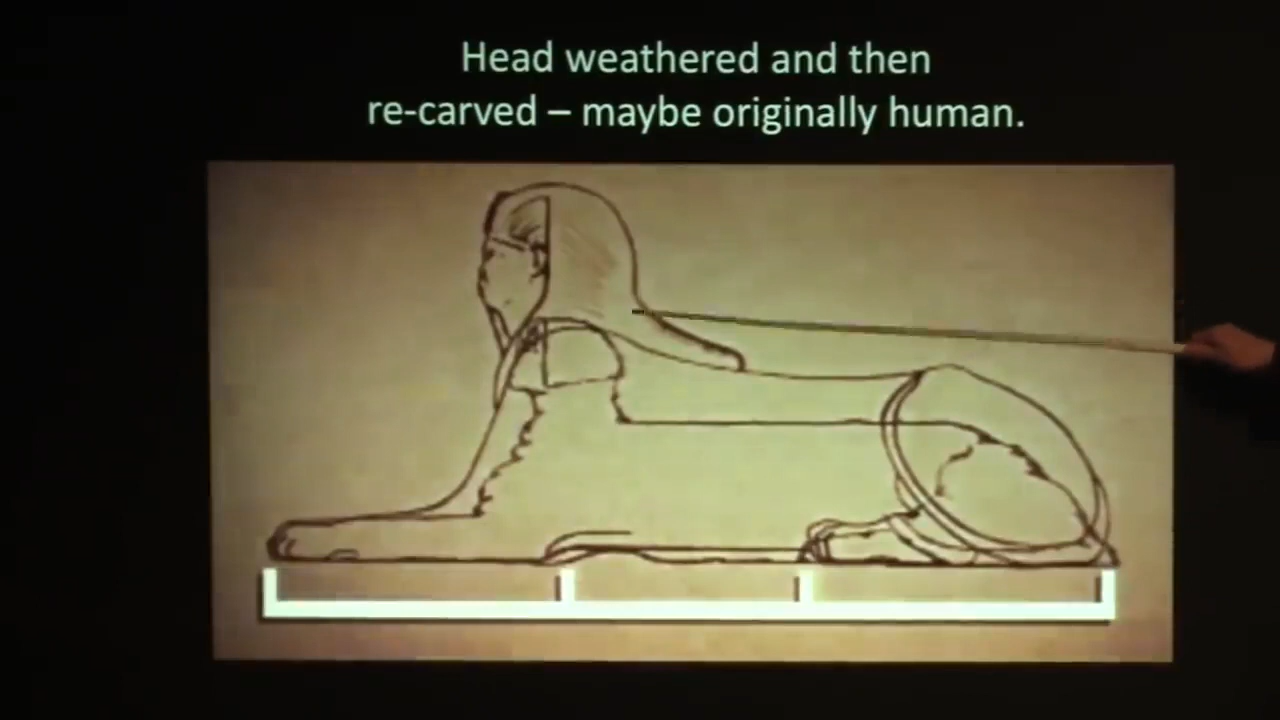 Head weathered and then
re-carved – maybe originally human.